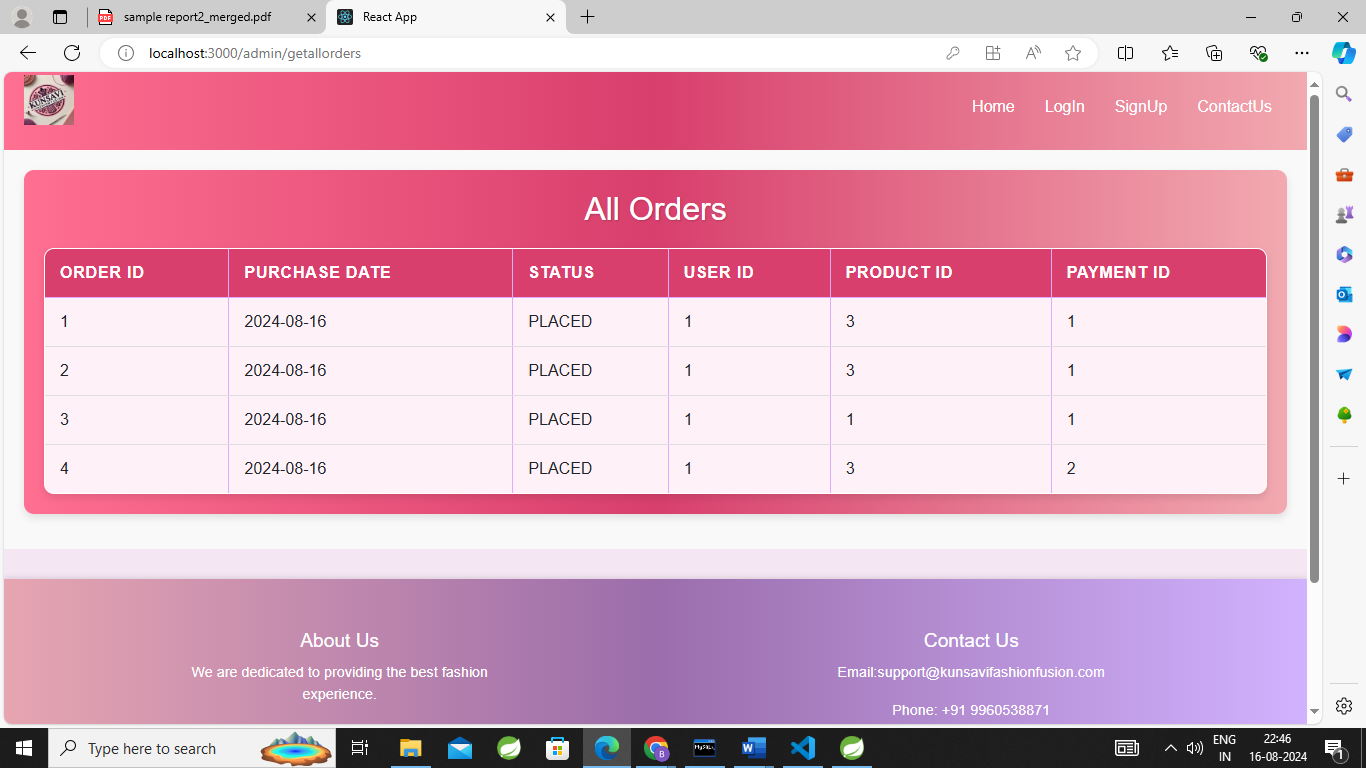 sample report2_merged.pdf
React App
localhost:3000/admin/getallorders
KUNSAVI
Home LogIn SignUp ContactUs
All Orders
ORDER ID PURCHASE DATE STATUS USER ID PRODUCT ID PAYMENT ID
1 2024-08-16 PLACED 1 3 1
2 2024-08-16 PLACED 1 3 1
3 2024-08-16 PLACED 1 1 1
4 2024-08-16 PLACED 1 3 2
About Us
We are dedicated to providing the best fashion
experience.
Contact Us
Email:support@kunsavifashionfusion.com
Phone: +91 9960538871
Type here to search
ENG
IN
22:46
16-08-2024
1